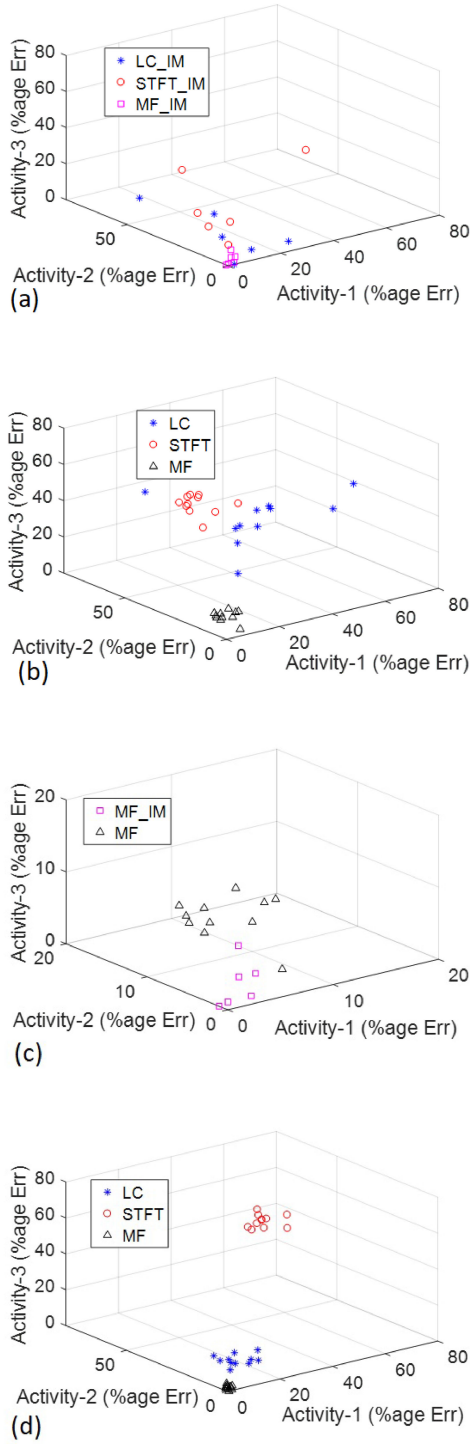 80
60
40
20
0
Activity-3 (%age Err)
LC_IM
STFT_IM
MF_IM
50
0
Activity-2 (%age Err)
0
20
40
60
80
Activity-1 (%age Err)
(a)
80
60
40
20
0
Activity-3 (%age Err)
LC
STFT
MF
50
0
Activity-2 (%age Err)
0
20
40
60
80
Activity-1 (%age Err)
(b)
20
10
0
Activity-3 (%age Err)
MF_IM
MF
20
10
0
Activity-2 (%age Err)
0
10
20
Activity-1 (%age Err)
(c)
80
60
40
20
0
Activity-3 (%age Err)
LC
STFT
MF
50
0
Activity-2 (%age Err)
0
20
40
60
80
Activity-1 (%age Err)
(d)